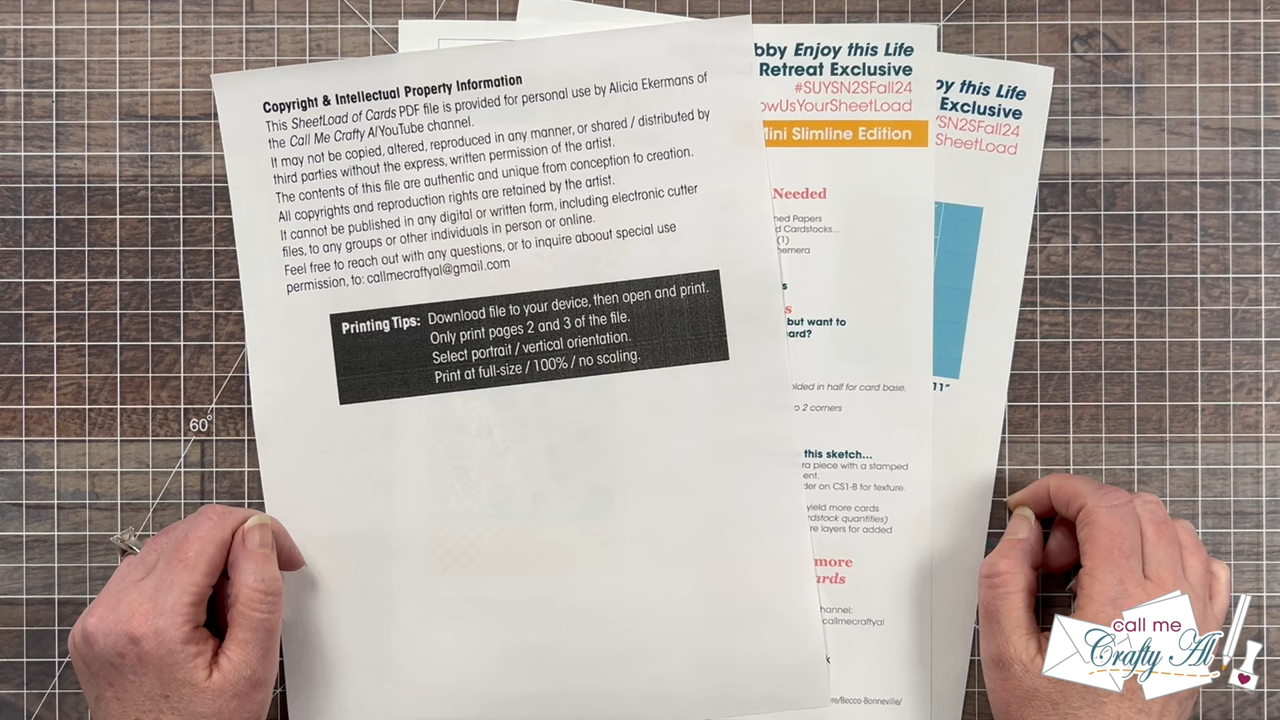 Copyright & Intellectual Property Information
This SheetLoad of Cards PDF file is provided for personal use by Alicia Ekermans of
the Call Me Crafty Al YouTube channel.
It may not be copied, altered, reproduced in any manner, or shared / distributed by
third parties without the express, written permission of the artist.
The contents of this file are authentic and unique from conception to creation.
All copyrights and reproduction rights are retained by the artist.
It cannot be published in any digital or written form, including electronic cutter
files, to any groups or other individuals in person or online.
Feel free to reach out with any questions, or to inquire about special use
permission, to: callmecraftyal@gmail.com
Printing Tips: Download file to your device, then open and print.
Only print pages 2 and 3 of the file.
Select portrait / vertical orientation.
Print at full-size / 100% / no scaling.
bby Enjoy this Life
Retreat Exclusive
#SUYSN2SFall24
owUsYourSheetLoad
Mini Slimline Edition
Needed
ned Papers
d Cardstocks...
(1)
hemera
s
s
but want to
ard?
olded in half for card base.
o 2 corners
this sketch...
ra piece with a stamped
ent.
der on CS1-B for texture.
yield more cards
rdstock quantities)
re layers for added
more
ards
hannel:
callmecraftyal
k
re/Becca-Bonneville/
oy this Life
Exclusive
YSN2SFall24
SheetLoad
11"
60°
call me
Crafty Al